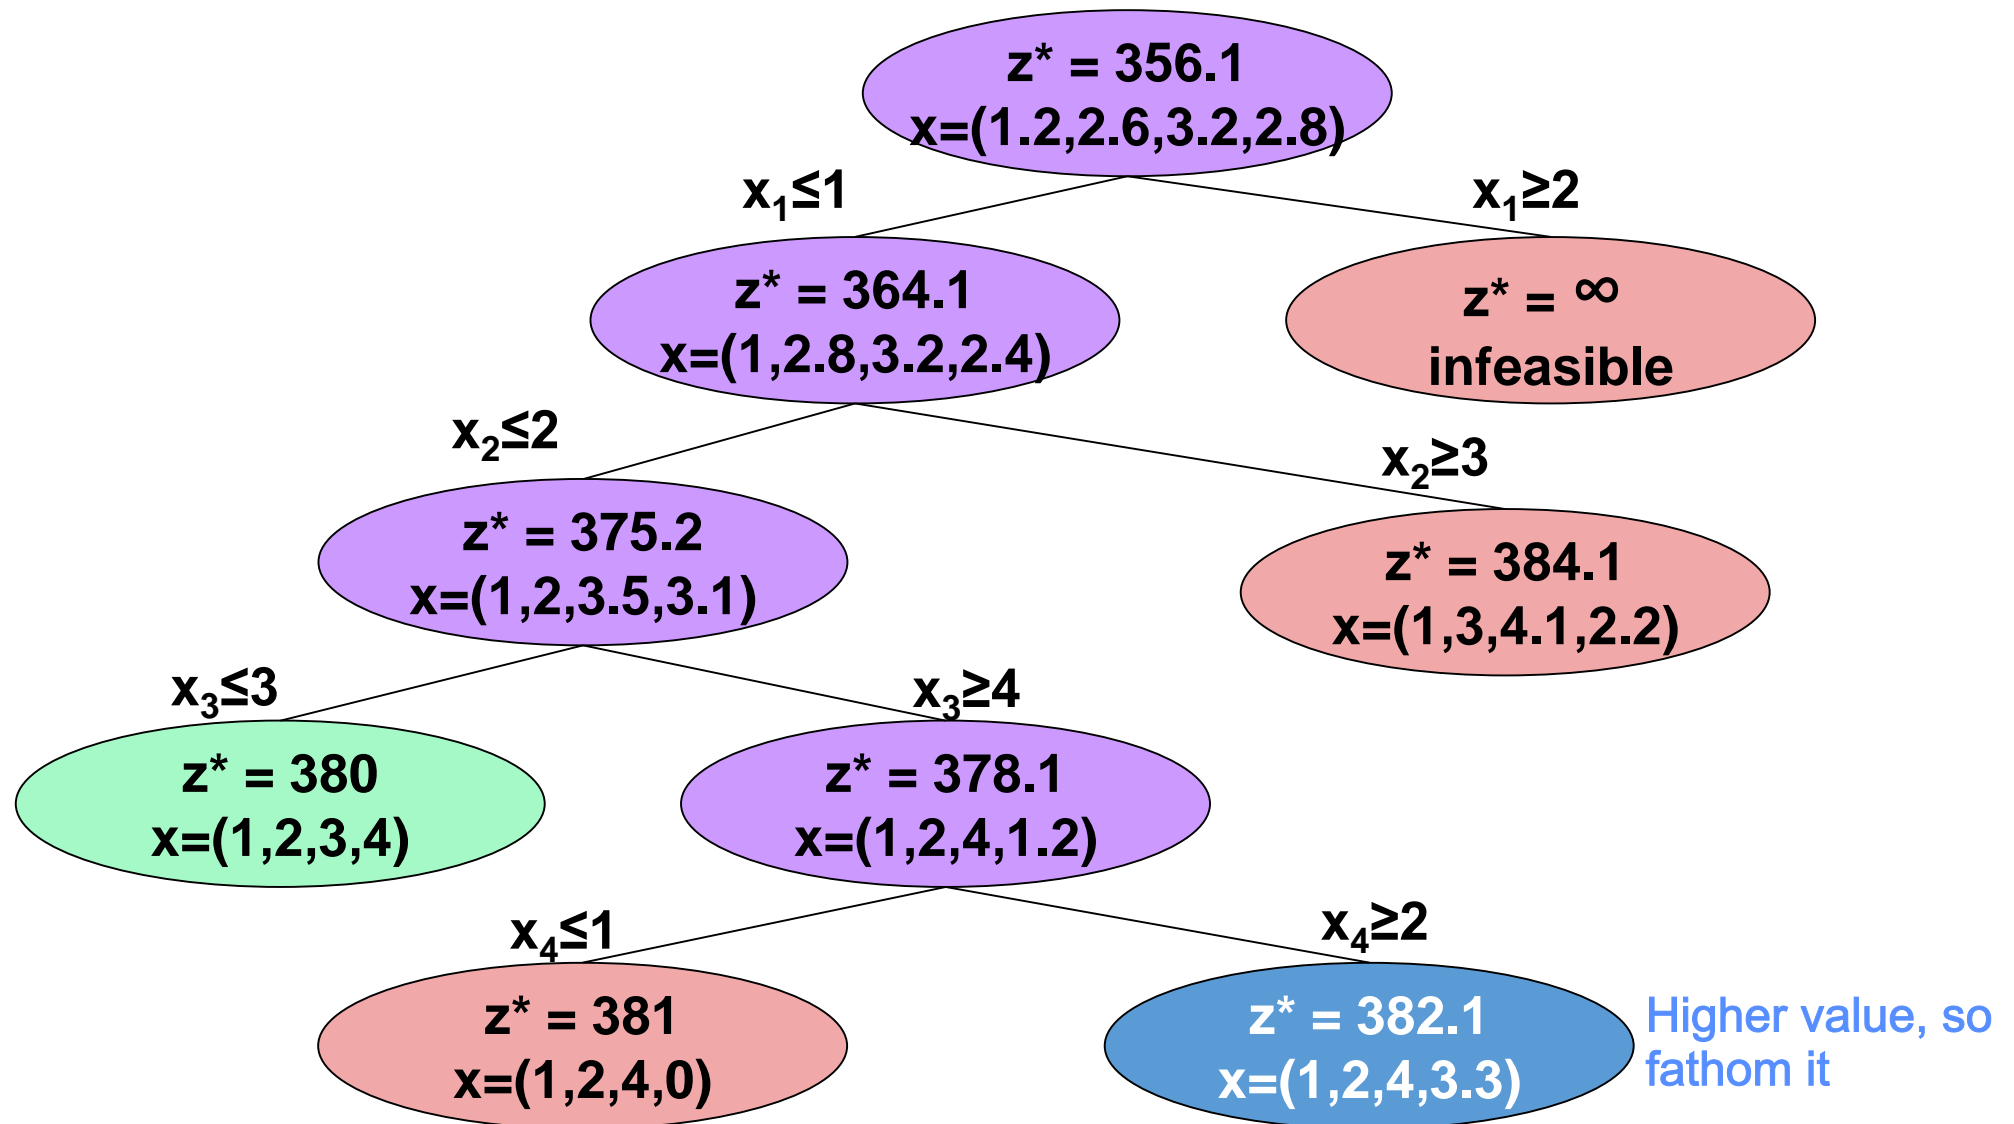 z* = 356.1
x=(1.2,2.6,3.2,2.8)
x₁≤1
x₁≥2
z* = 364.1
x=(1,2.8,3.2,2.4)
z* = ∞
infeasible
x₂≤2
x₂≥3
z* = 375.2
x=(1,2,3.5,3.1)
z* = 384.1
x=(1,3,4.1,2.2)
x₃≤3
x₃≥4
z* = 380
x=(1,2,3,4)
z* = 378.1
x=(1,2,4,1.2)
x₄≤1
x₄≥2
z* = 381
x=(1,2,4,0)
z* = 382.1
x=(1,2,4,3.3)
Higher value, so
fathom it